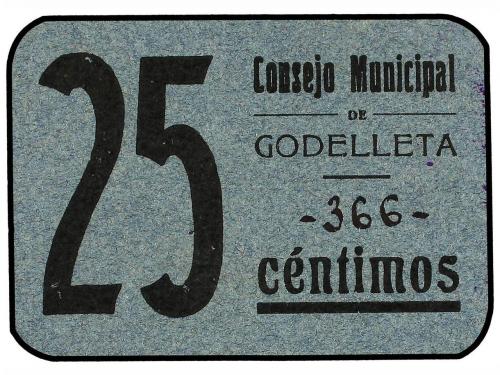 25
Consejo Municipal
DE
GODELLETA
-366-
céntimos